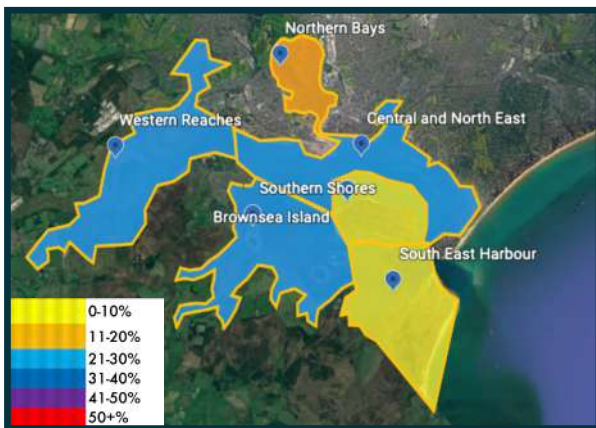 Northern Bays
Western Reaches
Central and North East
Southern Shores
Brownsea Island
South East Harbour
0-10%
11-20%
21-30%
31-40%
41-50%
50+%